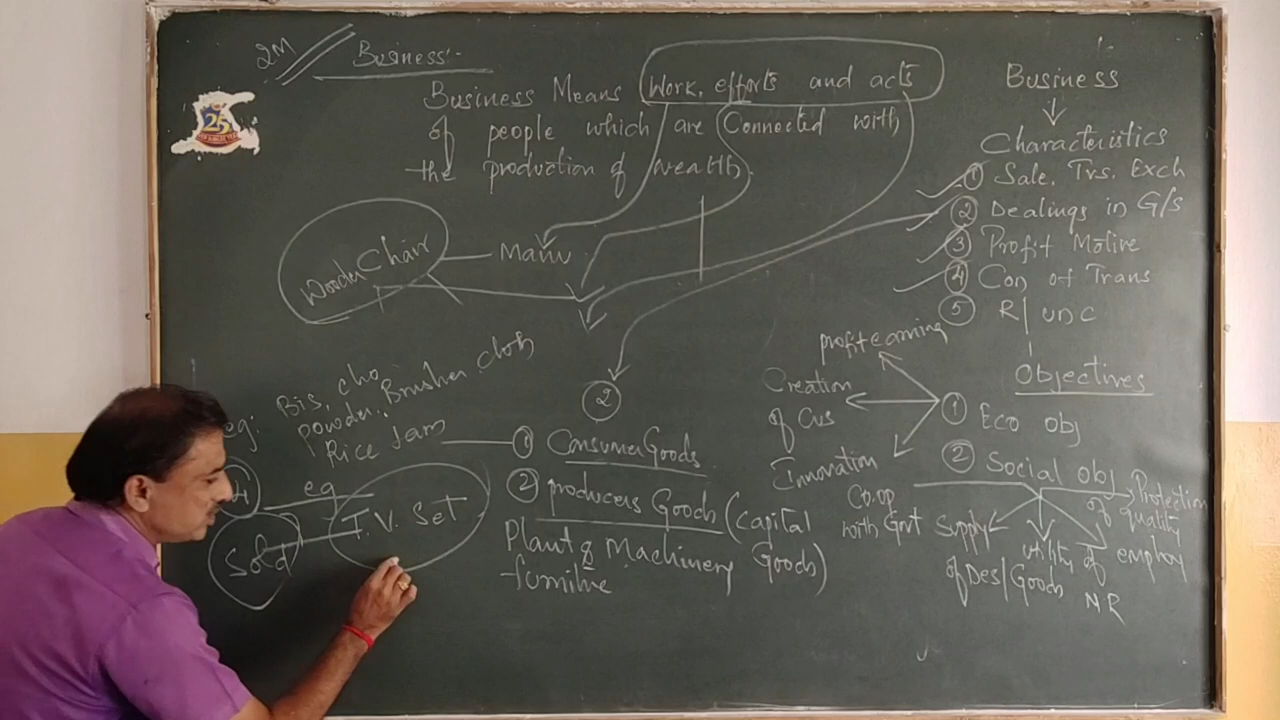 2M
Business:-
Business Means Work, efforts and acts
of people which are Connected with
the production of wealth.
Wooden Chair
Manu
eg: Bis, cho
powder, Brushes, cloth
Rice Jam
① Consumer Goods
② producers Goods (Capital
Goods)
Plant & Machinery
furniture
②
eg
T.V. Set
Sold
25
Business
Characteristics
① Sale, Trs. Exch
② Dealings in G/s
③ Profit Motive
④ Con of Trans
⑤ R/unc
Objectives
① Eco obj
profit earning
Creation
of Cus
Innovation
② Social obj
Co.op
with Govt
Supply
of Des/Goods
utility of
NR
employ
Protection
of quality